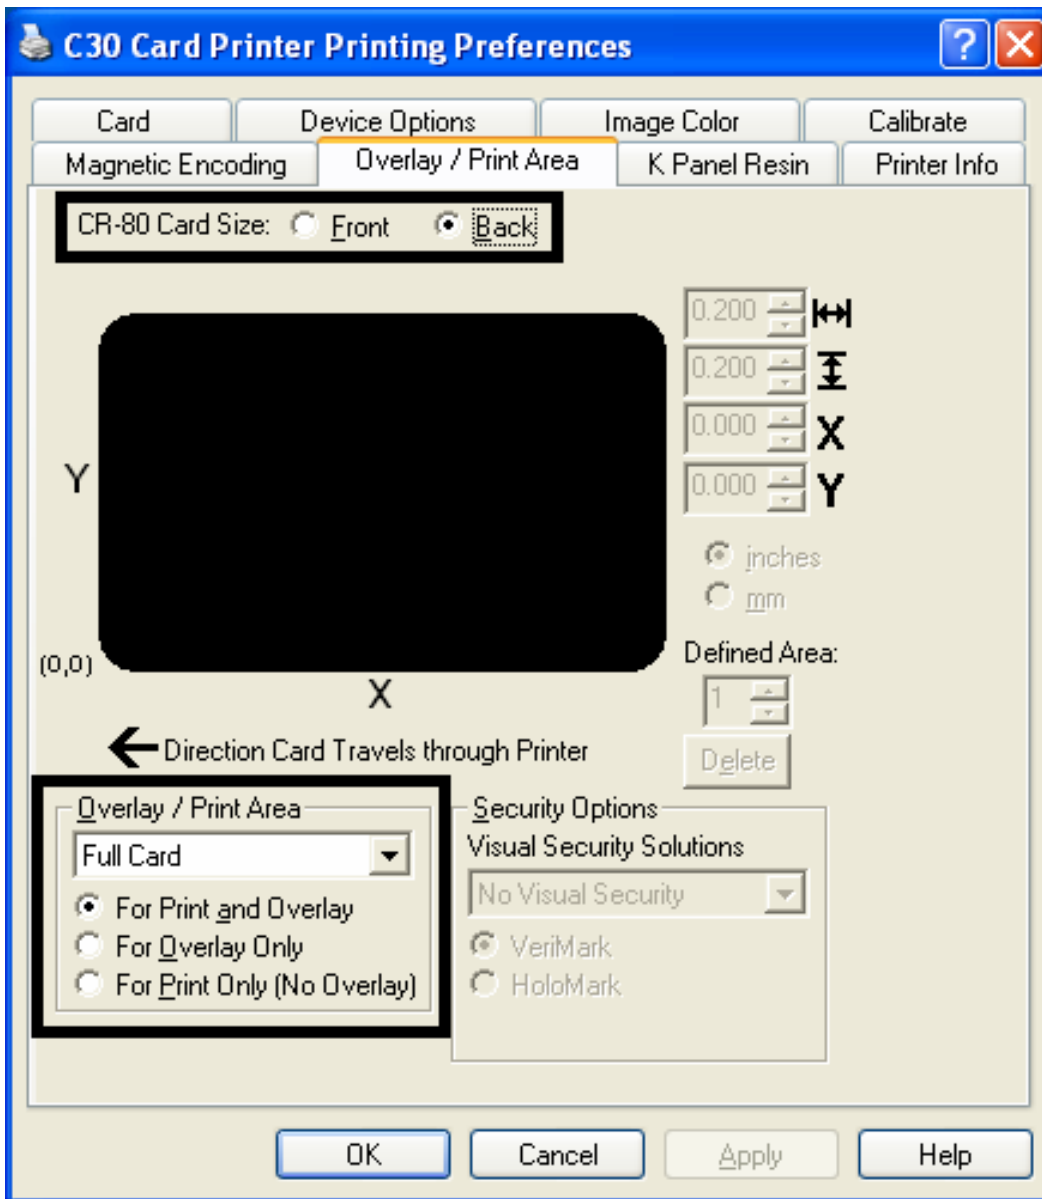 C30 Card Printer Printing Preferences
Card Device Options Image Color Calibrate
Magnetic Encoding Overlay / Print Area K Panel Resin Printer Info
CR-80 Card Size: Front Back
0.200
0.200
0.000 X
0.000 Y
Y
inches
mm
(0,0)
X
Defined Area:
1
Direction Card Travels through Printer
Delete
Overlay / Print Area
Full Card
For Print and Overlay
For Overlay Only
For Print Only (No Overlay)
Security Options
Visual Security Solutions
No Visual Security
VeriMark
HoloMark
OK Cancel Apply Help